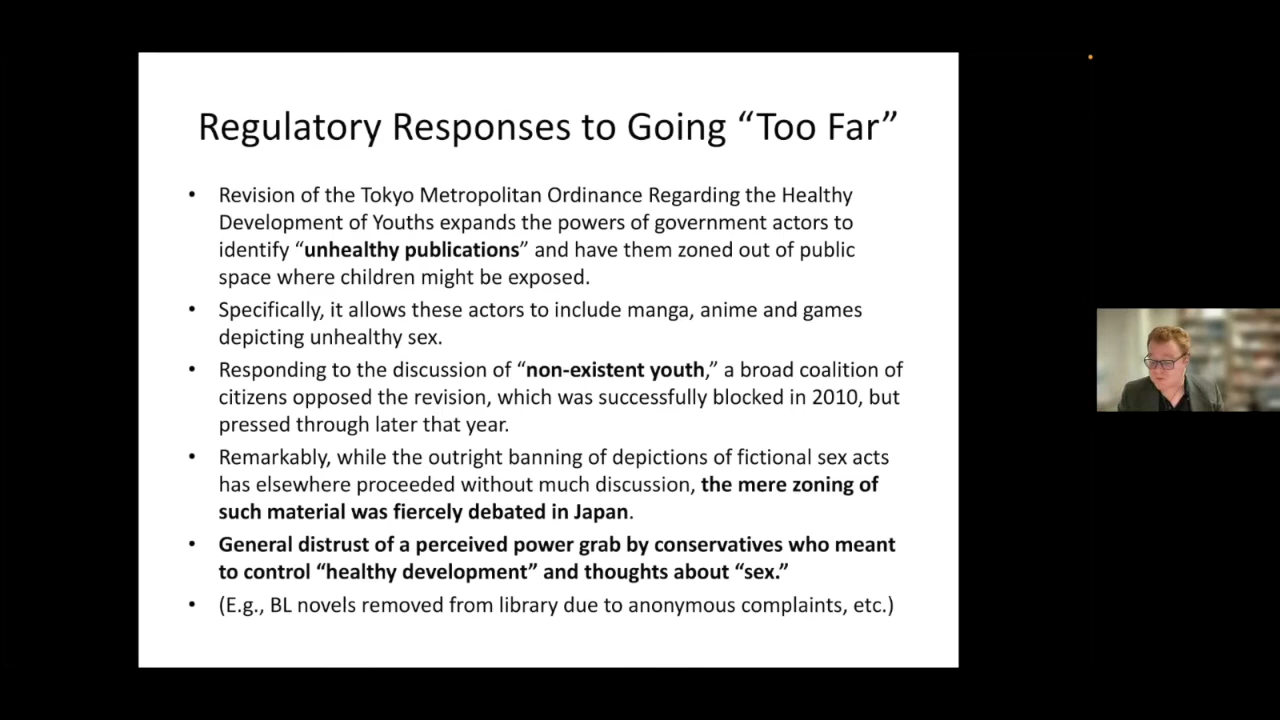 Regulatory Responses to Going “Too Far”
• Revision of the Tokyo Metropolitan Ordinance Regarding the Healthy
Development of Youths expands the powers of government actors to
identify “unhealthy publications” and have them zoned out of public
space where children might be exposed.
• Specifically, it allows these actors to include manga, anime and games
depicting unhealthy sex.
• Responding to the discussion of “non-existent youth,” a broad coalition of
citizens opposed the revision, which was successfully blocked in 2010, but
pressed through later that year.
• Remarkably, while the outright banning of depictions of fictional sex acts
has elsewhere proceeded without much discussion, the mere zoning of
such material was fiercely debated in Japan.
• General distrust of a perceived power grab by conservatives who meant
to control “healthy development” and thoughts about “sex.”
• (E.g., BL novels removed from library due to anonymous complaints, etc.)